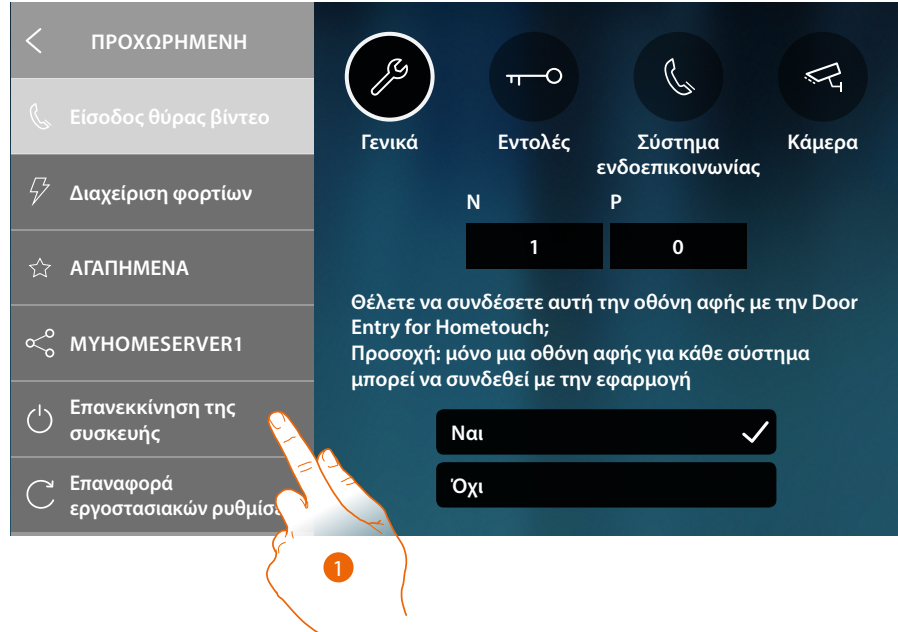 ΠΡΟΧΩΡΗΜΕΝΗ
Είσοδος θύρας βίντεο
Διαχείριση φορτίων
ΑΓΑΠΗΜΕΝΑ
MYHOMESERVER1
Επανεκκίνηση της
συσκευής
Επαναφορά
εργοστασιακών
Γενικά
Εντολές
Σύστημα
ενδοεπικοινωνίας
Κάμερα
N P
1 0
Θέλετε να συνδέσετε αυτή την οθόνη αφής με την Door
Entry for Hometouch;
Προσοχή: μόνο μια οθόνη αφής για κάθε σύστημα
μπορεί να συνδεθεί με την εφαρμογή
Ναι
Όχι
1